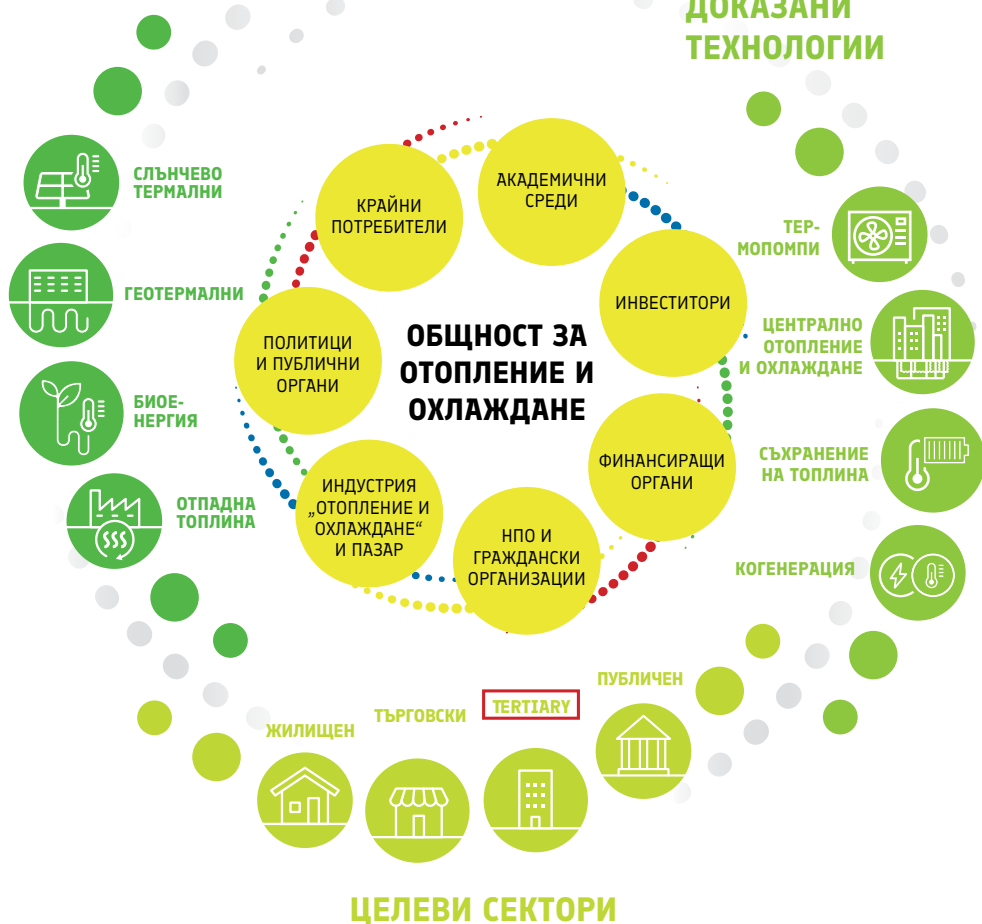 ДОКАЗАНИ
ТЕХНОЛОГИИ
СЛЪНЧЕВО
ТЕРМАЛНИ
ГЕОТЕРМАЛНИ
БИОЕ-
НЕРГИЯ
ОТПАДНА
ТОПЛИНА
КРАЙНИ
ПОТРЕБИТЕЛИ
АКАДЕМИЧНИ
СРЕДИ
ИНВЕСТИТОРИ
ПОЛИТИЦИ
И ПУБЛИЧНИ
ОРГАНИ
ОБЩНОСТ ЗА
ОТОПЛЕНИЕ И
ОХЛАЖДАНЕ
ФИНАНСИРАЩИ
ОРГАНИ
ИНДУСТРИЯ
„ОТОПЛЕНИЕ И
ОХЛАЖДАНЕ“
И ПАЗАР
НПО И
ГРАЖДАНСКИ
ОРГАНИЗАЦИИ
ТЕР-
МОПОМПИ
ЦЕНТРАЛНО
ОТОПЛЕНИЕ
И ОХЛАЖДАНЕ
СЪХРАНЕНИЕ
НА ТОПЛИНА
КОГЕНЕРАЦИЯ
ЖИЛИЩЕН
ТЪРГОВСКИ
TERTIARY
ПУБЛИЧЕН
ЦЕЛЕВИ СЕКТОРИ